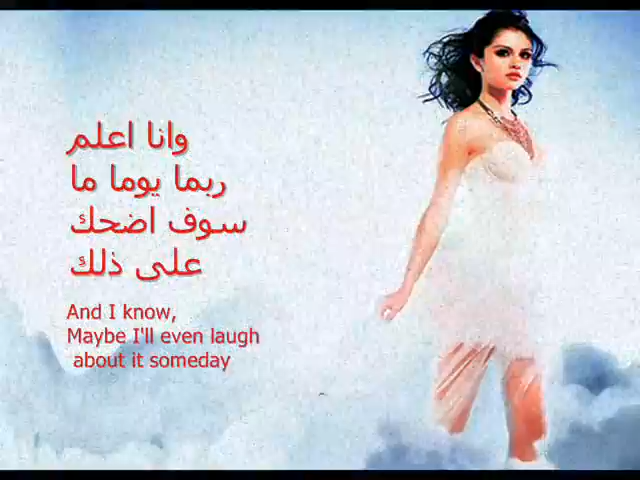 وانا اعلم
ربما يوما ما
سوف اضحك
على ذلك
And I know,
Maybe I'll even laugh
about it someday